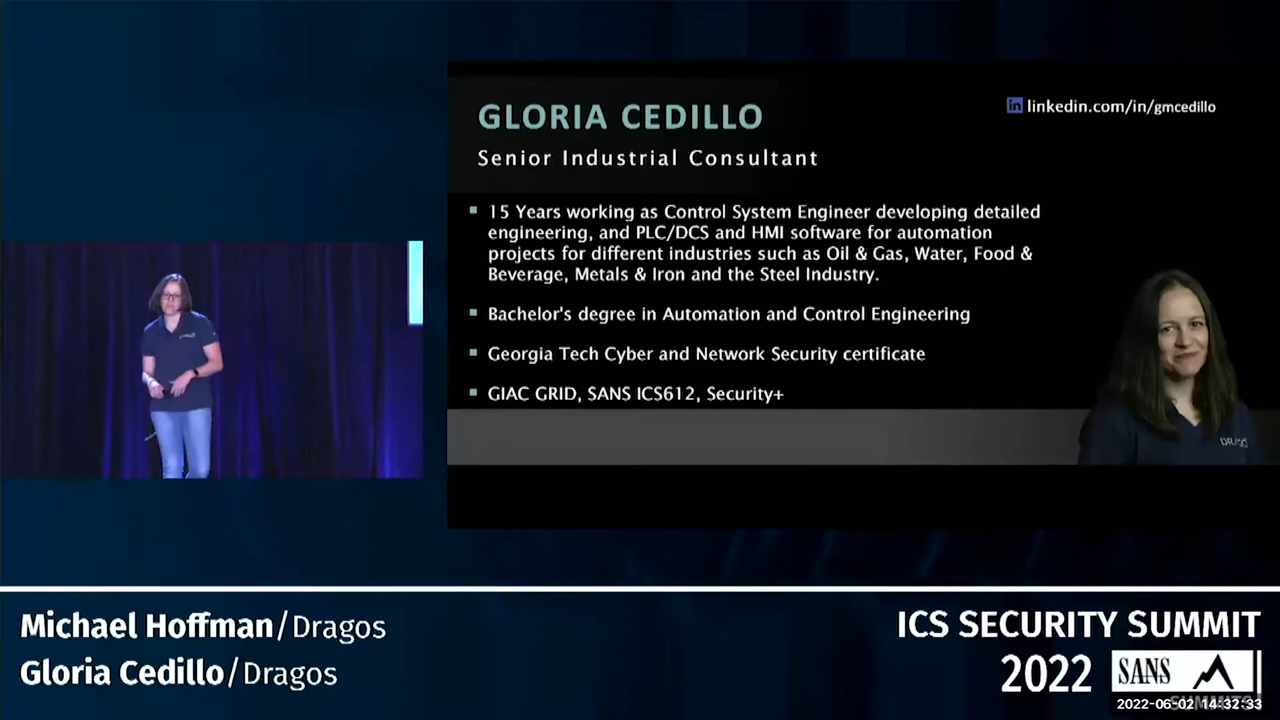 GLORIA CEDILLO
in linkedin.com/in/gmcedillo
Senior Industrial Consultant
▪ 15 Years working as Control System Engineer developing detailed
engineering, and PLC/DCS and HMI software for automation
projects for different industries such as Oil & Gas, Water, Food &
Beverage, Metals & Iron and the Steel Industry.
▪ Bachelor's degree in Automation and Control Engineering
▪ Georgia Tech Cyber and Network Security certificate
▪ GIAC GRID, SANS ICS612, Security+
Michael Hoffman/Dragos
Gloria Cedillo/Dragos
ICS SECURITY SUMMIT
2022
SANS
SUMMITS
2022-06-02 14:32:33